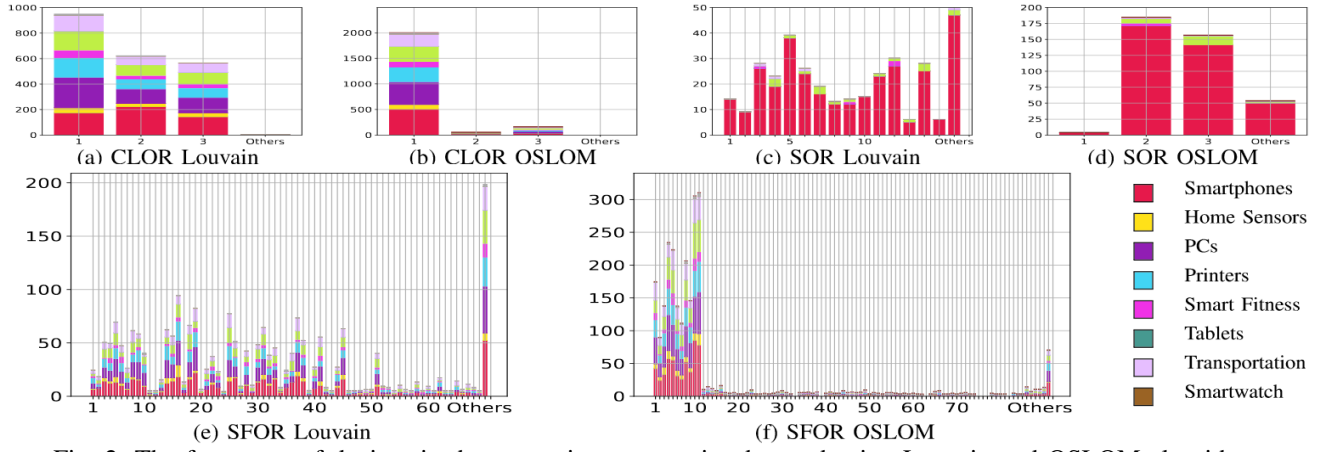 1000
800
600
400
200
0
1 2 3 Others
(a) CLOR Louvain
2000
1500
1000
500
0
1 2 3 Others
(b) CLOR OSLOM
50
40
30
20
10
0
1 5 10 Others
(c) SOR Louvain
200
175
150
125
100
75
50
25
0
1 2 3 Others
(d) SOR OSLOM
200
150
100
50
0
1 10 20 30 40 50 60 Others
(e) SFOR Louvain
300
250
200
150
100
50
0
1 10 20 30 40 50 60 70 Others
(f) SFOR OSLOM
Smartphones
Home Sensors
PCs
Printers
Smart Fitness
Tablets
Transportation
Smartwatch